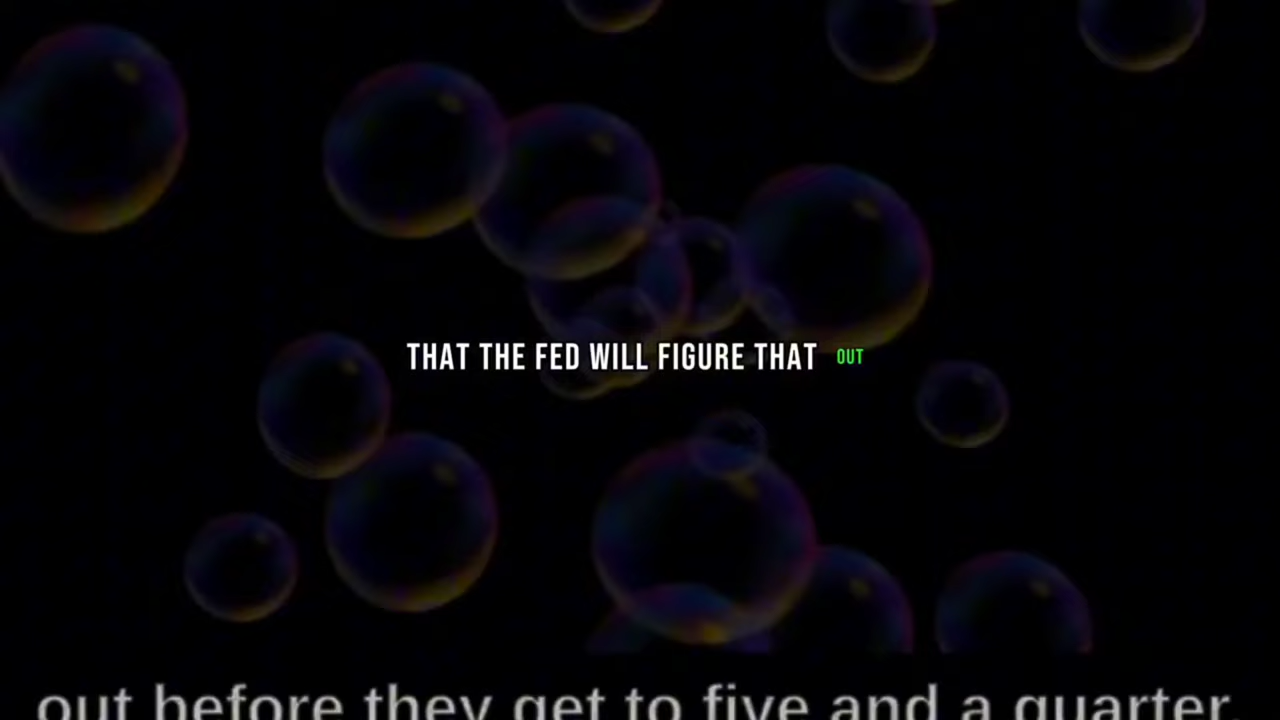 THAT THE FED WILL FIGURE THAT OUT
out before they get to five and a quarter